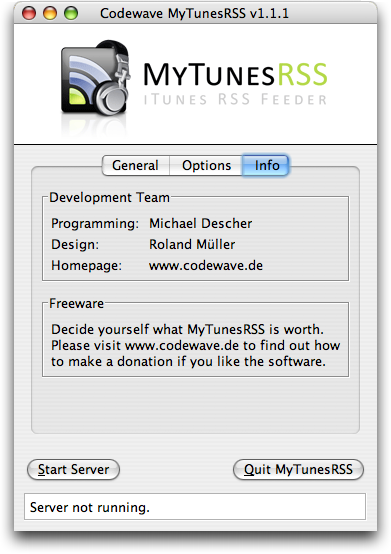 Codewave MyTunesRSS v1.1.1
MyTunesRSS
iTunes RSS Feeder
General Options Info
Development Team
Programming: Michael Descher
Design: Roland Müller
Homepage: www.codewave.de
Freeware
Decide yourself what MyTunesRSS is worth.
Please visit www.codewave.de to find out how
to make a donation if you like the software.
Start Server Quit MyTunesRSS
Server not running.